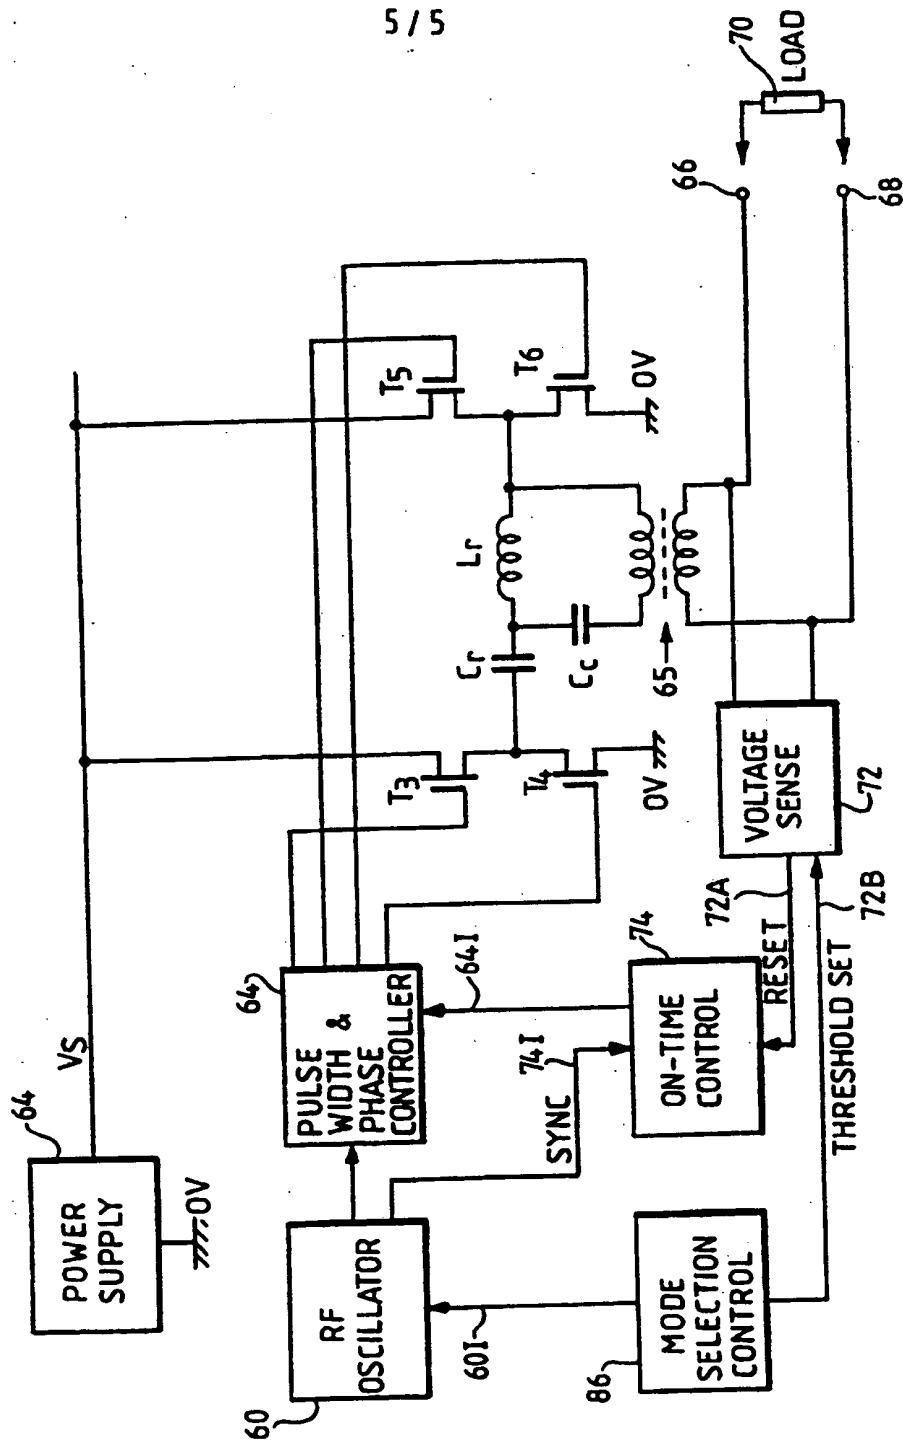 5/5
POWER
SUPPLY
64
VS
0V
RF
OSCILLATOR
60
PULSE
WIDTH &
PHASE
CONTROLLER
64
60I
SYNC
74I
64I
MODE
SELECTION
CONTROL
86
ON-TIME
CONTROL
74
RESET
72A
THRESHOLD SET
72B
VOLTAGE
SENSE
72
T3
T4
0V
Cr
Lr
Cc
65
T5
T6
0V
66
68
70
LOAD